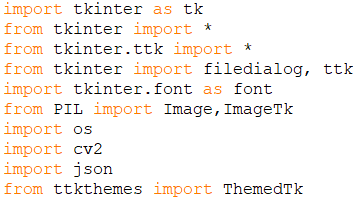 import tkinter as tk
from tkinter import *
from tkinter.ttk import *
from tkinter import filedialog, ttk
import tkinter.font as font
from PIL import Image,ImageTk
import os
import cv2
import json
from ttkthemes import ThemedTk